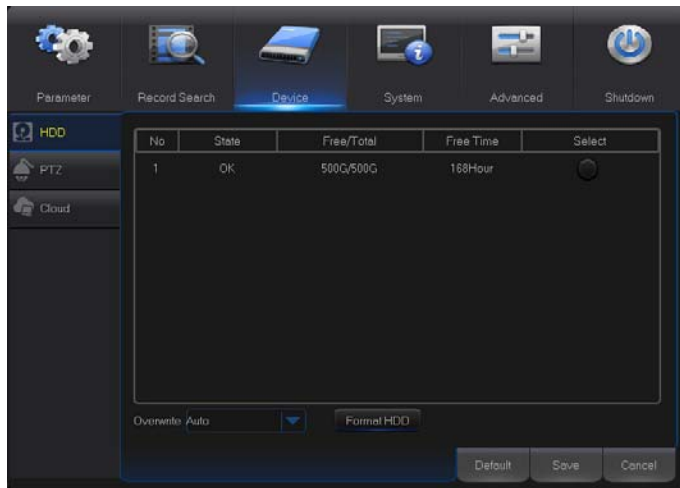 Parameter Record Search Device System Advanced Shutdown
HDD
PTZ
Cloud
No State Free/Total Free Time Select
1 OK 500G/500G 168Hour
Overwrite Auto Format HDD
Default Save Cancel